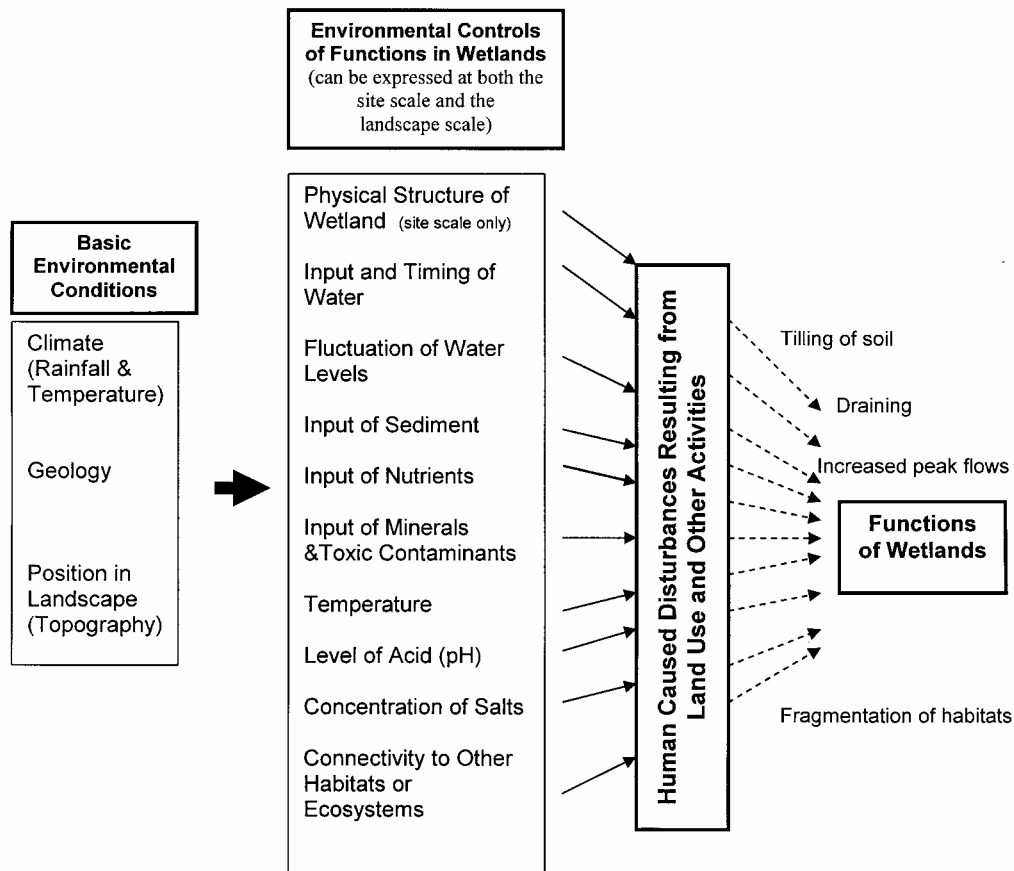 Environmental Controls
of Functions in Wetlands
(can be expressed at both the
site scale and the
landscape scale)
Basic
Environmental
Conditions
Climate
(Rainfall &
Temperature)
Geology
Position in
Landscape
(Topography)
Physical Structure of
Wetland (site scale only)
Input and Timing of
Water
Fluctuation of Water
Levels
Input of Sediment
Input of Nutrients
Input of Minerals
&Toxic Contaminants
Temperature
Level of Acid (pH)
Concentration of Salts
Connectivity to Other
Habitats or
Ecosystems
Human Caused Disturbances Resulting from
Land Use and Other Activities
Tilling of soil
Draining
Increased peak flows
Functions
of Wetlands
Fragmentation of habitats